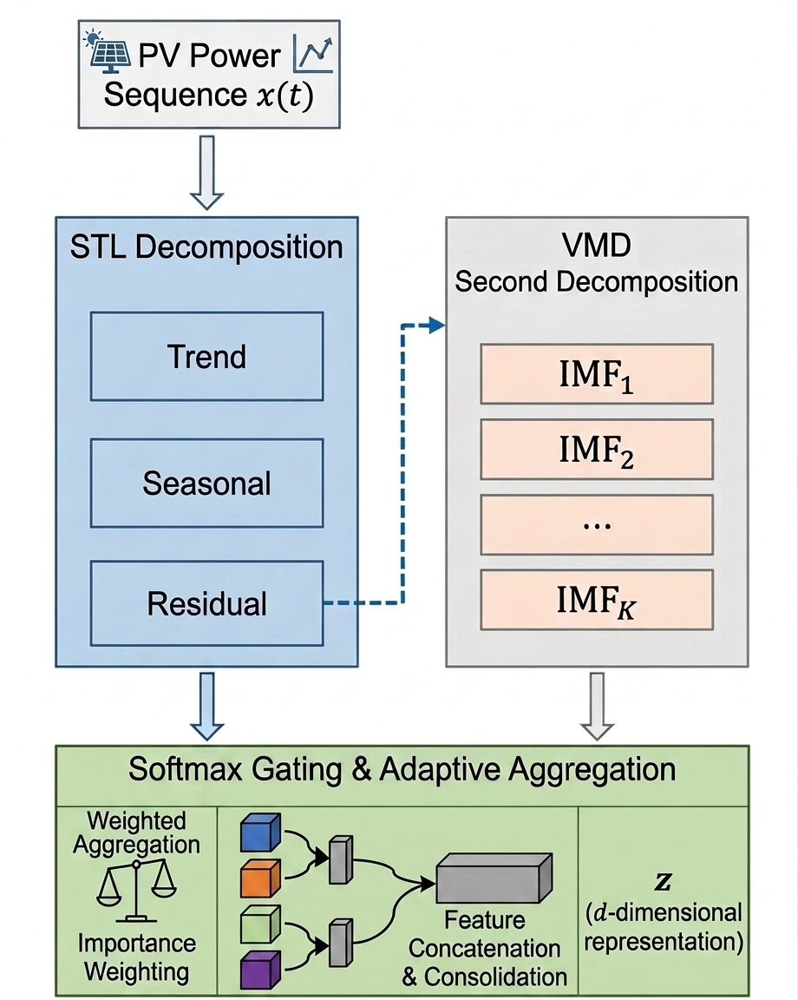 PV Power
Sequence x(t)
STL Decomposition
Trend
Seasonal
Residual
VMD
Second Decomposition
IMF₁
IMF₂
...
IMF_K
Softmax Gating & Adaptive Aggregation
Weighted
Aggregation
Importance
Weighting
Feature
Concatenation
& Consolidation
z
(d-dimensional
representation)